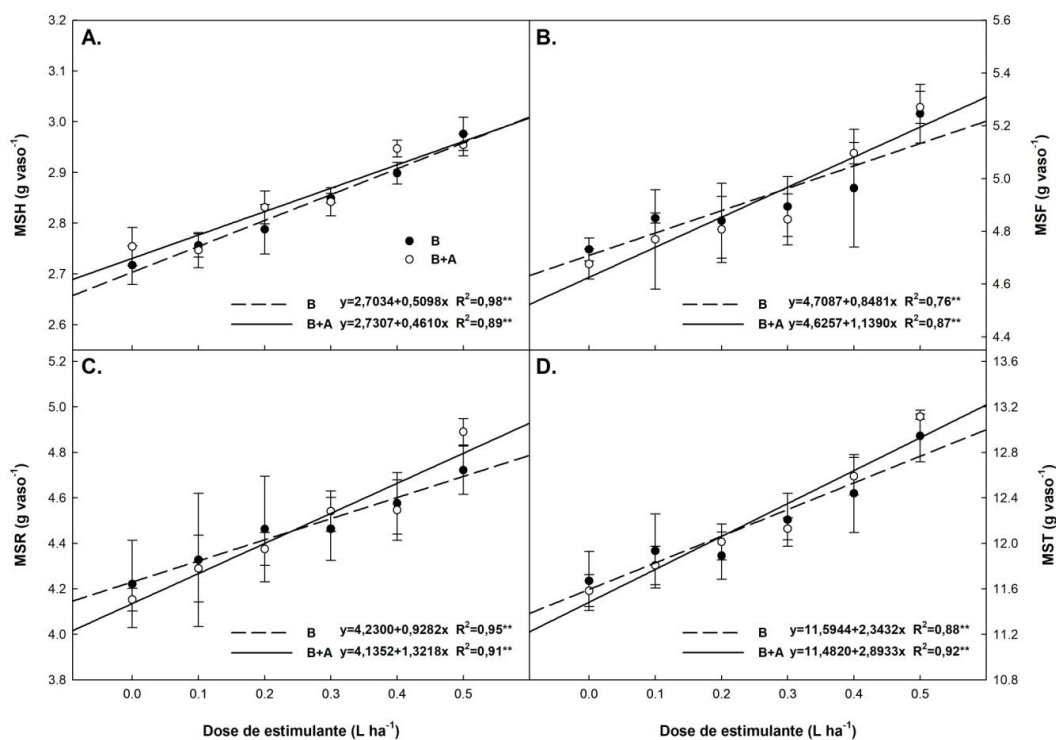 A.
MSH (g vaso⁻¹)
3.2
3.1
3.0
2.9
2.8
2.7
2.6
B
B+A
B y=2,7034+0,5098x R²=0,98**
B+A y=2,7307+0,4610x R²=0,89**
B.
MSF (g vaso⁻¹)
5.6
5.4
5.2
5.0
4.8
4.6
4.4
B y=4,7087+0,8481x R²=0,76**
B+A y=4,6257+1,1390x R²=0,87**
C.
MSR (g vaso⁻¹)
5.2
5.0
4.8
4.6
4.4
4.2
4.0
3.8
B y=4,2300+0,9282x R²=0,95**
B+A y=4,1352+1,3218x R²=0,91**
0.0 0.1 0.2 0.3 0.4 0.5
Dose de estimulante (L ha⁻¹)
D.
MST (g vaso⁻¹)
13.6
13.2
12.8
12.4
12.0
11.6
11.2
10.8
B y=11,5944+2,3432x R²=0,88**
B+A y=11,4820+2,8933x R²=0,92**
0.0 0.1 0.2 0.3 0.4 0.5
Dose de estimulante (L ha⁻¹)